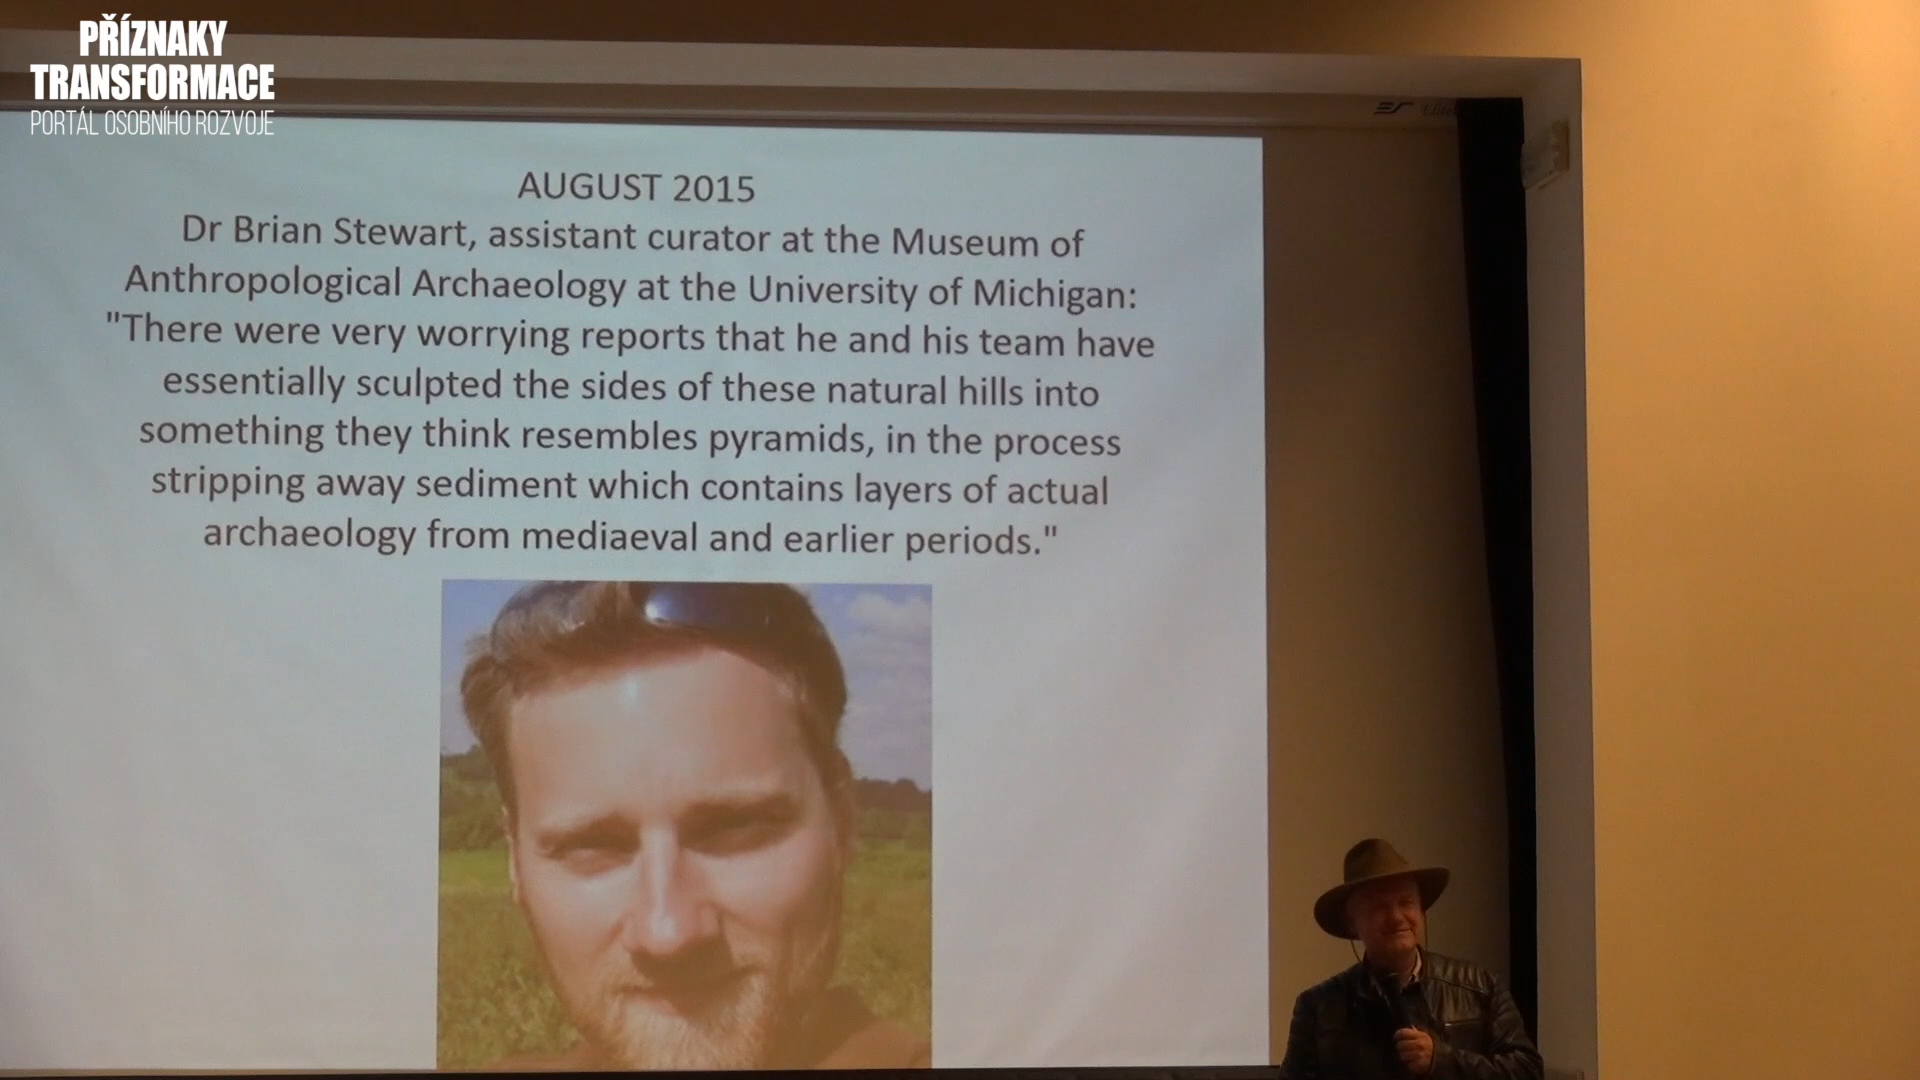 PŘÍZNAKY
TRANSFORMACE
PORTÁL OSOBNÍHO ROZVOJE
AUGUST 2015
Dr Brian Stewart, assistant curator at the Museum of
Anthropological Archaeology at the University of Michigan:
"There were very worrying reports that he and his team have
essentially sculpted the sides of these natural hills into
something they think resembles pyramids, in the process
stripping away sediment which contains layers of actual
archaeology from mediaeval and earlier periods."